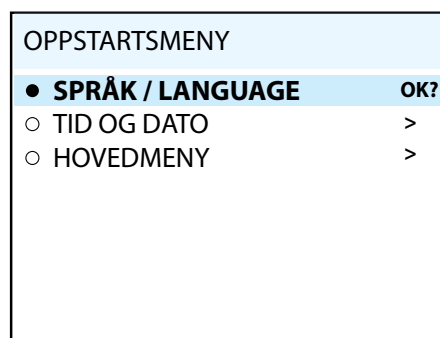 OPPSTARTSMENY
● SPRÅK / LANGUAGE OK?
○ TID OG DATO >
○ HOVEDMENY >